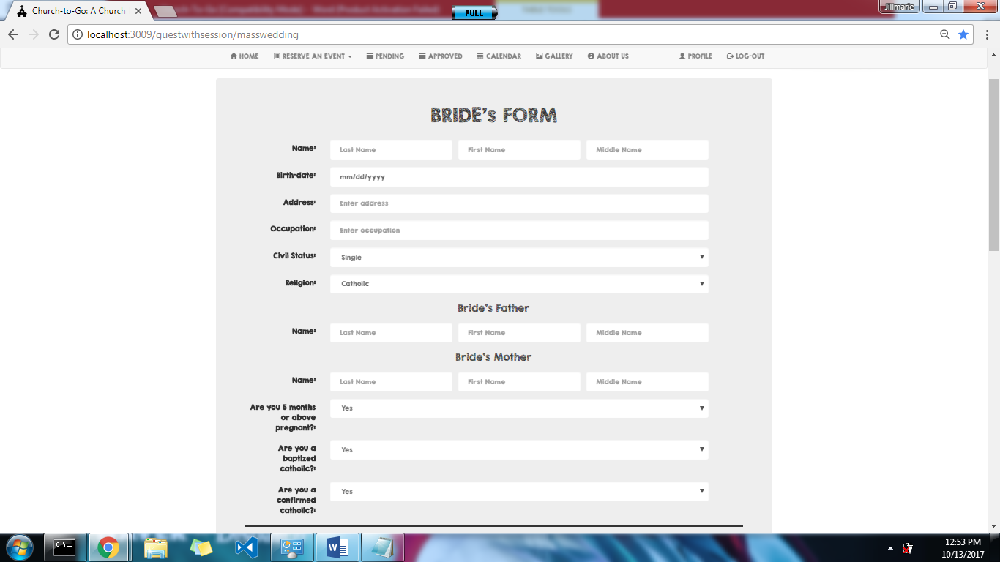 Church-to-Go: A Church
FULL
Jillmarie
localhost:3009/guestwithsession/masswedding
HOME RESERVE AN EVENT PENDING APPROVED CALENDAR GALLERY ABOUT US PROFILE LOG-OUT
BRIDE's FORM
Name: Last Name First Name Middle Name
Birth-date: mm/dd/yyyy
Address: Enter address
Occupation: Enter occupation
Civil Status: Single
Religion: Catholic
Bride's Father
Name: Last Name First Name Middle Name
Bride's Mother
Name: Last Name First Name Middle Name
Are you 5 months
or above
pregnant?: Yes
Are you a
baptized
catholic?: Yes
Are you a
confirmed
catholic?: Yes
C:\_
12:53 PM
10/13/2017